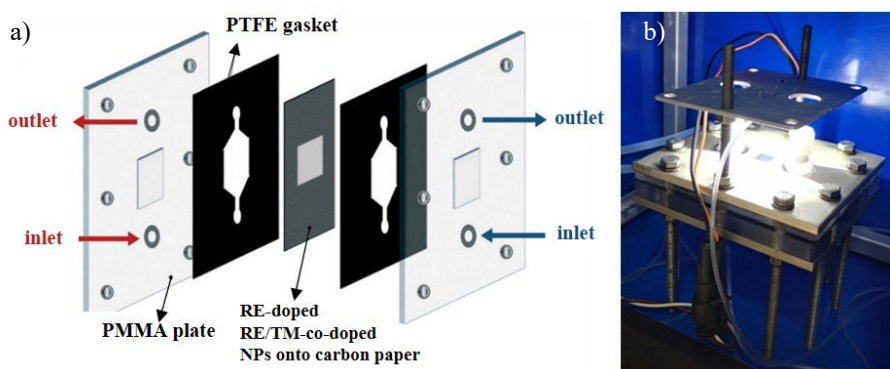 a)
PTFE gasket
b)
outlet
outlet
inlet
inlet
PMMA plate
RE-doped
RE/TM-co-doped
NPs onto carbon paper